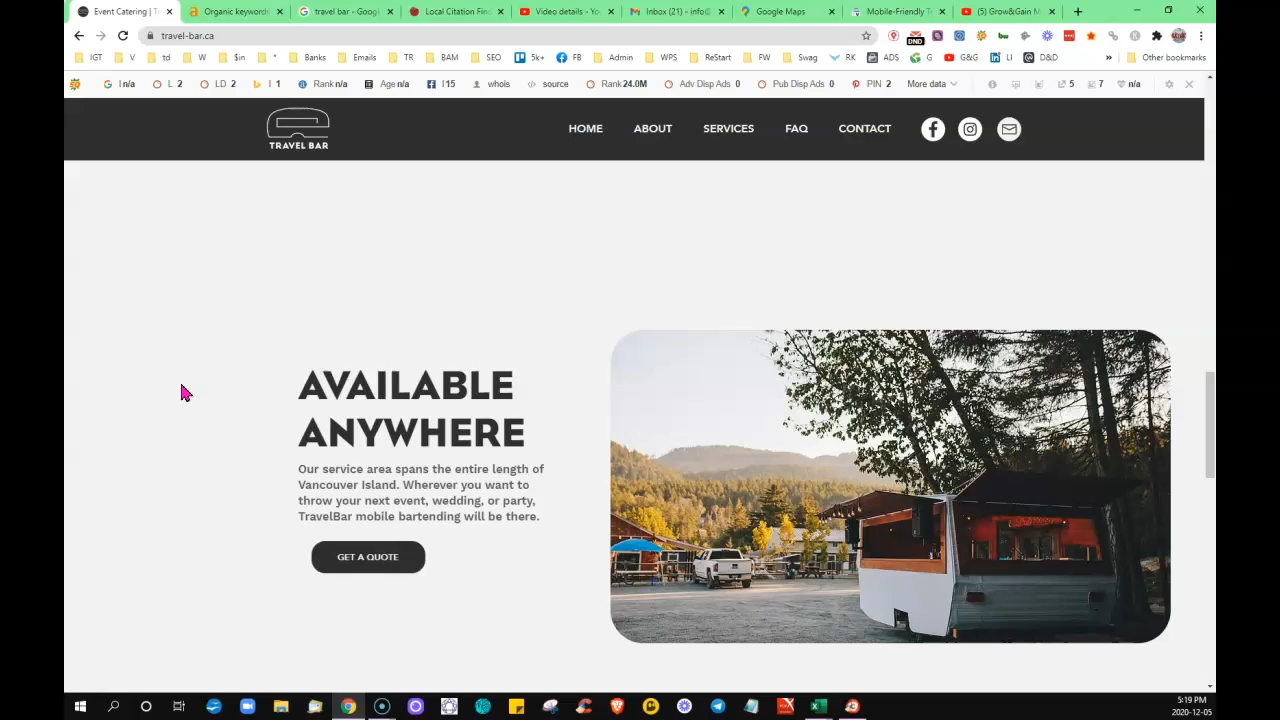 Event Catering | T
Organic keyword
travel bar - Goog
Local Citation Fin
Video details - Yo
Inbox (21) - info@
Google Maps
Mobile-Friendly T
(5) Grow&Gain M
travel-bar.ca
DND
IGT
V
td
W
$in
*
Banks
Emails
TR
BAM
SEO
5k+
FB
Admin
WPS
ReStart
FW
Swag
RK
ADS
G
G&G
LI
D&D
»
Other bookmarks
I n/a
L 2
LD 2
I 1
Rank n/a
Age n/a
I 15
whois
source
Rank 24.0M
Adv Disp Ads 0
Pub Disp Ads 0
PIN 2
More data
5
7
n/a
TRAVEL BAR
HOME
ABOUT
SERVICES
FAQ
CONTACT
AVAILABLE
ANYWHERE
Our service area spans the entire length of
Vancouver Island. Wherever you want to
throw your next event, wedding, or party,
TravelBar mobile bartending will be there.
GET A QUOTE
5:19 PM
2020-12-05